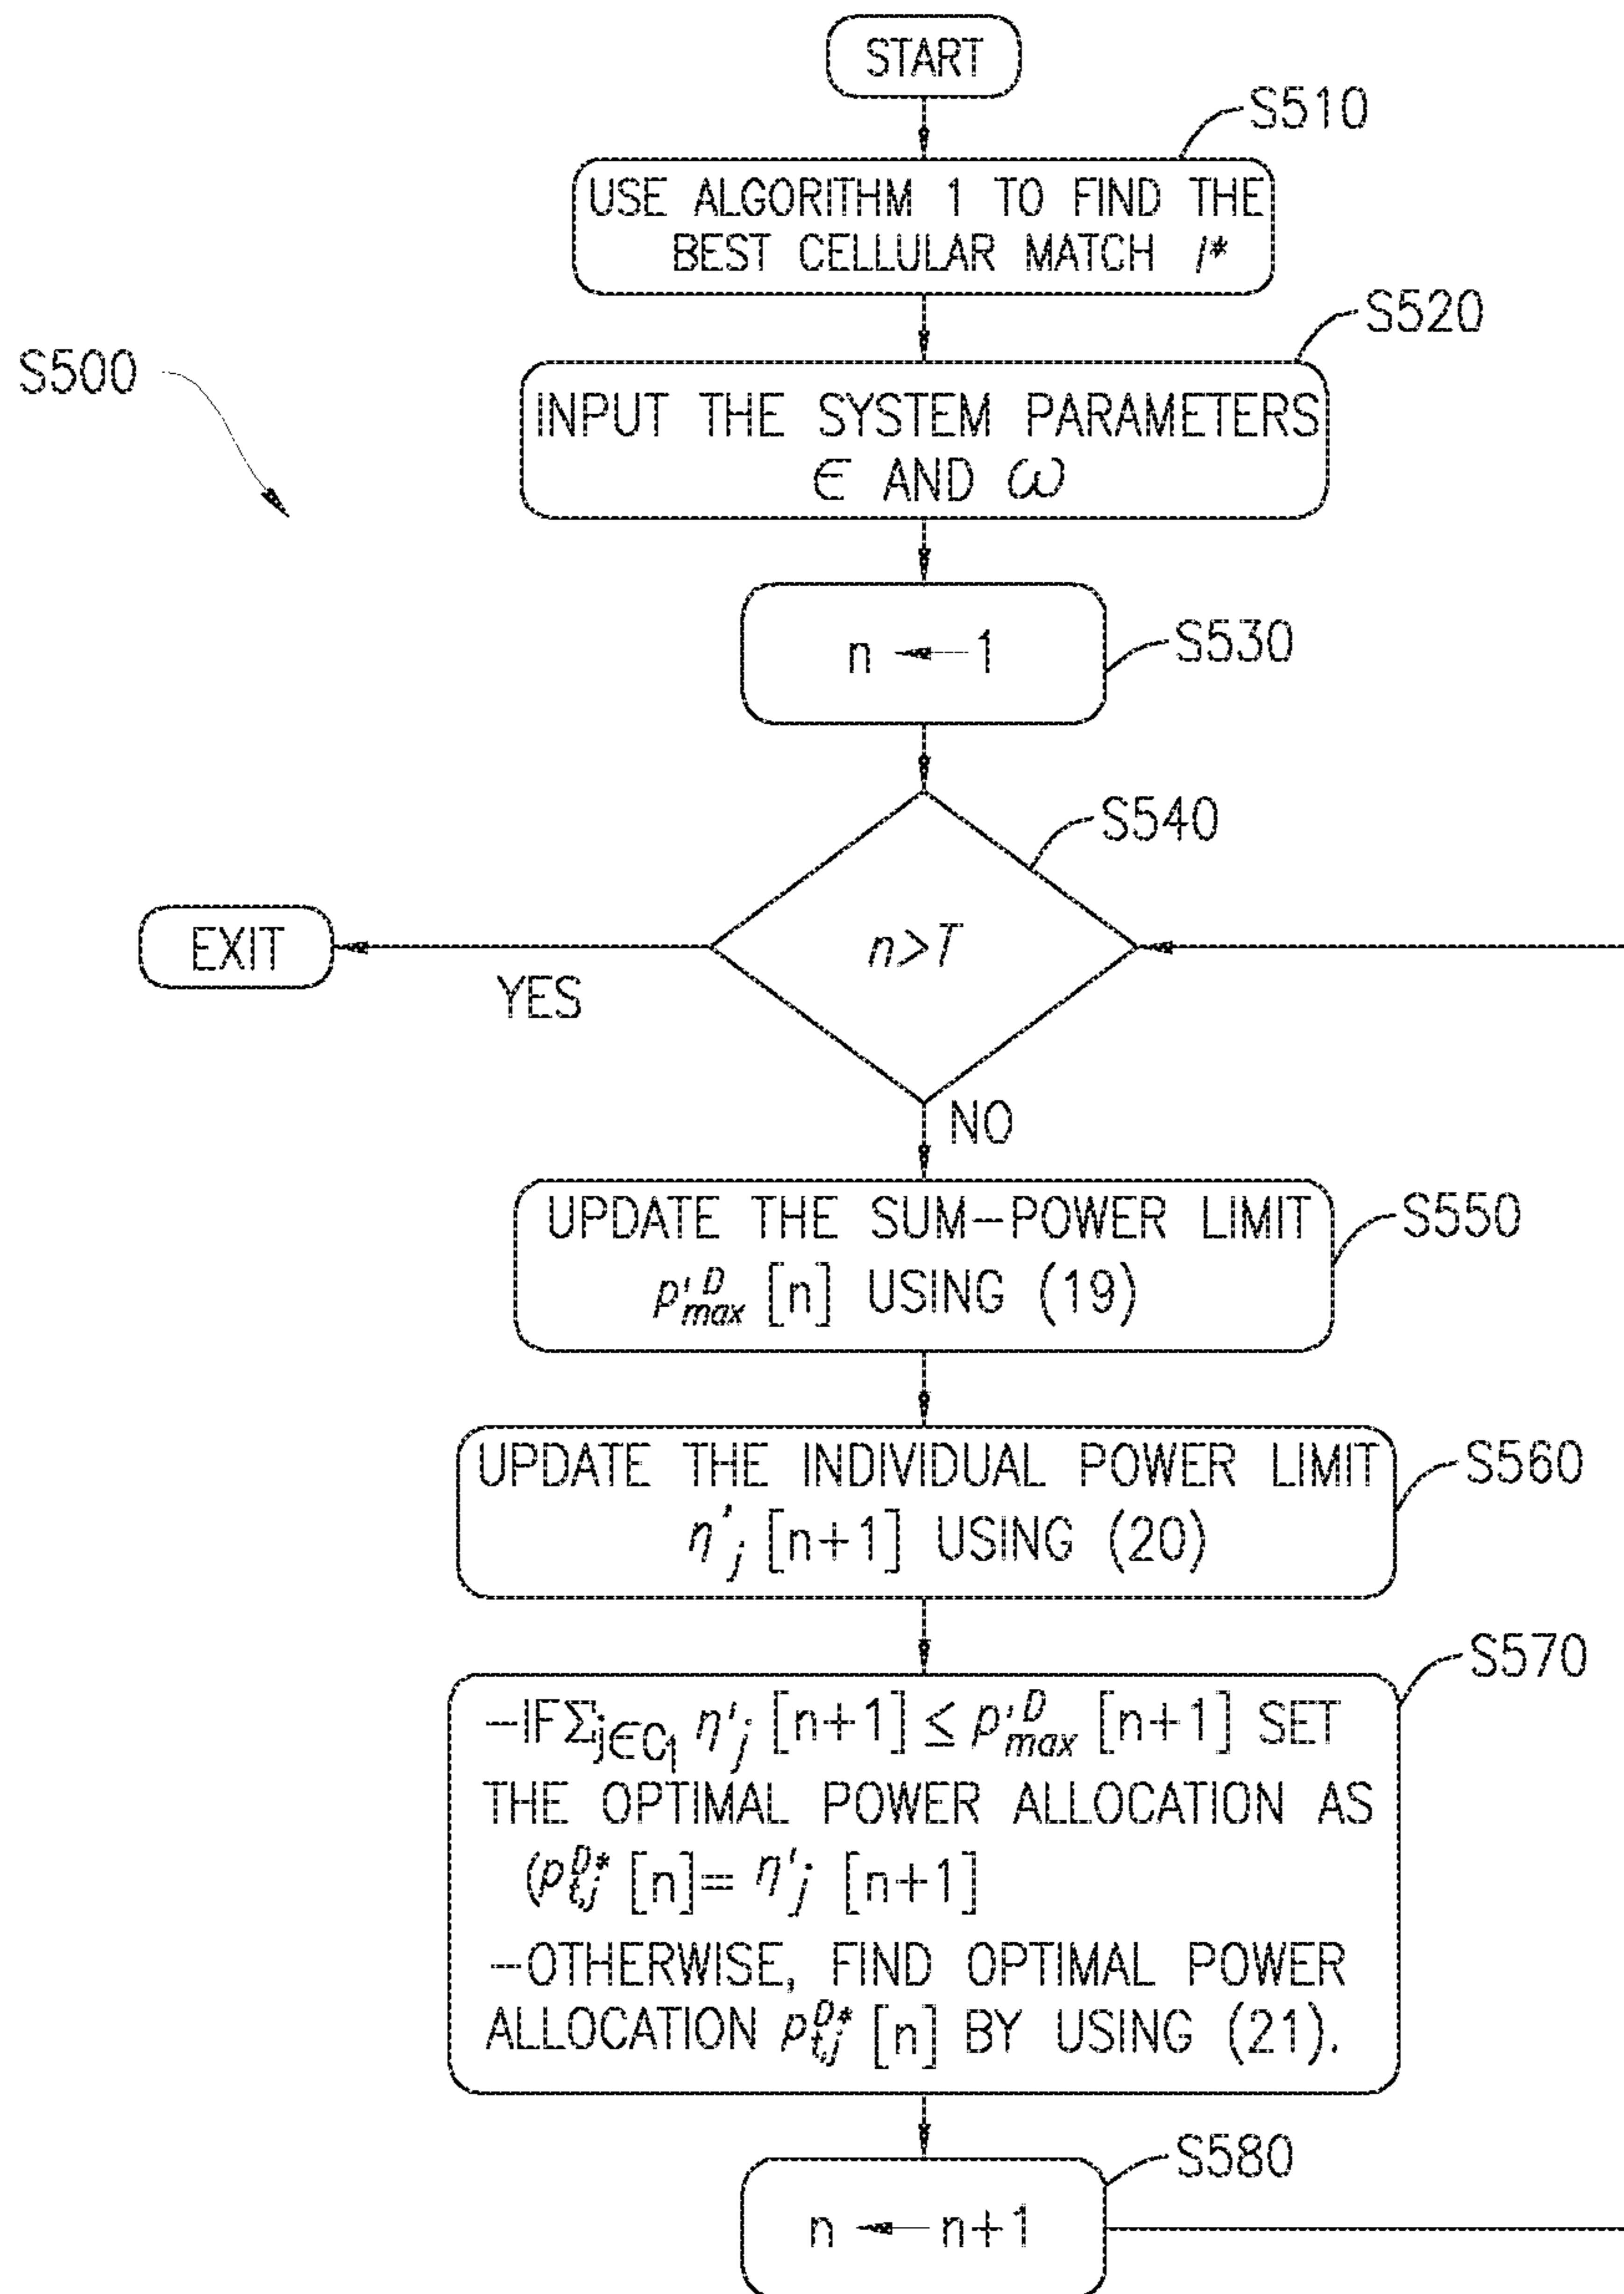 START
S510
USE ALGORITHM 1 TO FIND THE
BEST CELLULAR MATCH l*
S520
S500
INPUT THE SYSTEM PARAMETERS
∈ AND ω
S530
n ← 1
S540
n>T
EXIT
YES
NO
S550
UPDATE THE SUM-POWER LIMIT
p'^D_max [n] USING (19)
S560
UPDATE THE INDIVIDUAL POWER LIMIT
η'_j [n+1] USING (20)
S570
-IF Σ_j∈C_l η'_j [n+1] ≤ p'^D_max [n+1] SET
THE OPTIMAL POWER ALLOCATION AS
(p^D*_t,j [n]= η'_j [n+1]
-OTHERWISE, FIND OPTIMAL POWER
ALLOCATION p^D*_t,j [n] BY USING (21).
S580
n ← n+1